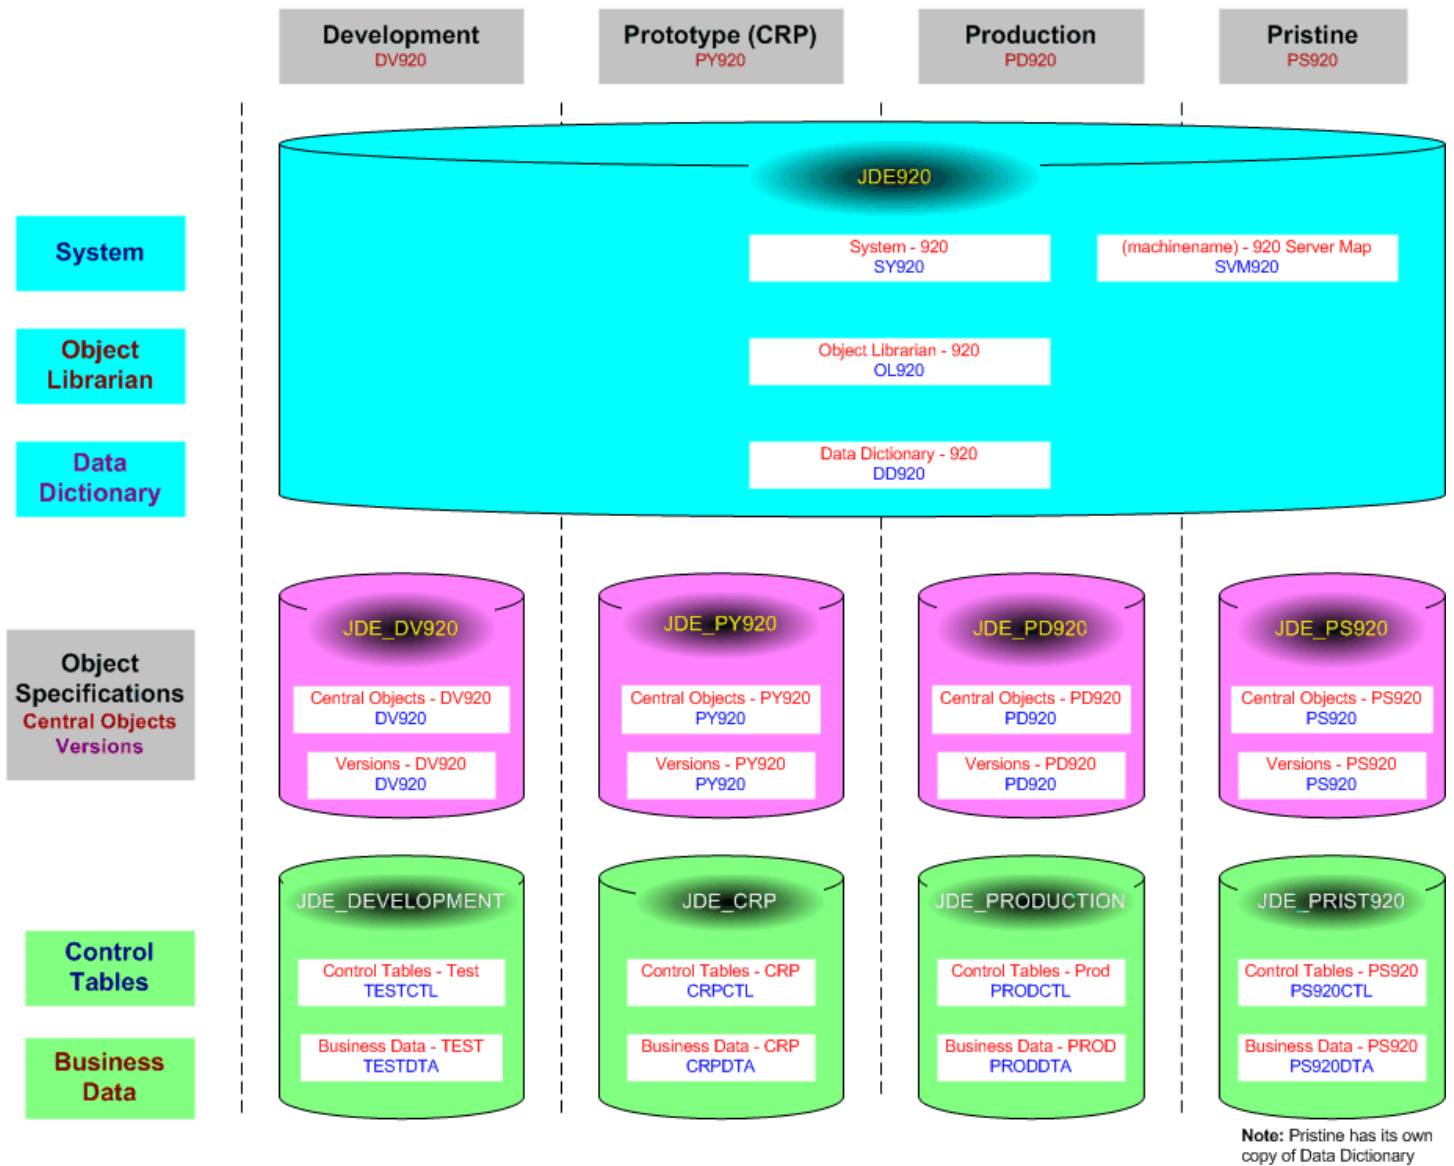 Development
DV920
Prototype (CRP)
PY920
Production
PD920
Pristine
PS920
JDE920
System
System - 920
SY920
(machinename) - 920 Server Map
SVM920
Object
Librarian
Object Librarian - 920
OL920
Data
Dictionary
Data Dictionary - 920
DD920
Object
Specifications
Central Objects
Versions
JDE_DV920
Central Objects - DV920
DV920
Versions - DV920
DV920
JDE_PY920
Central Objects - PY920
PY920
Versions - PY920
PY920
JDE_PD920
Central Objects - PD920
PD920
Versions - PD920
PD920
JDE_PS920
Central Objects - PS920
PS920
Versions - PS920
PS920
Control
Tables
Business
Data
JDE_DEVELOPMENT
Control Tables - Test
TESTCTL
Business Data - TEST
TESTDTA
JDE_CRP
Control Tables - CRP
CRPCTL
Business Data - CRP
CRPDTA
JDE_PRODUCTION
Control Tables - Prod
PRODCTL
Business Data - PROD
PRODDTA
JDE_PRIST920
Control Tables - PS920
PS920CTL
Business Data - PS920
PS920DTA
Note: Pristine has its own
copy of Data Dictionary